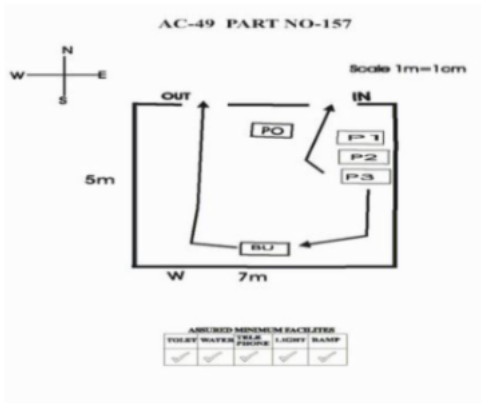 AC-49 PART NO-157
N
W E
S
Scale 1m=1cm
OUT IN
PO
P1
P2
P3
5m
BU
W 7m
ASSURED MINIMUM FACILITES
TOLET WATER TELE PHONE LIGHT RAMP